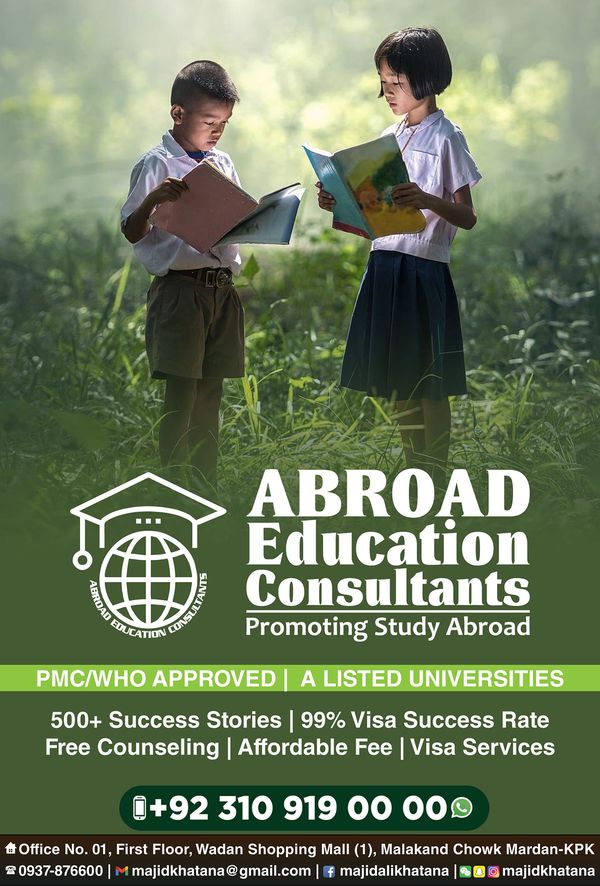 ABROAD
Education
Consultants
Promoting Study Abroad
ABROAD EDUCATION CONSULTANTS
PMC/WHO APPROVED | A LISTED UNIVERSITIES
500+ Success Stories | 99% Visa Success Rate
Free Counseling | Affordable Fee | Visa Services
+92 310 919 00 00
Office No. 01, First Floor, Wadan Shopping Mall (1), Malakand Chowk Mardan-KPK
0937-876600 | majidkhatana@gmail.com | majidalikhatana | majidkhatana